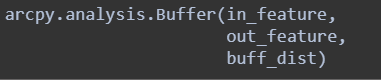 arcpy.analysis.Buffer(in_feature,
out_feature,
buff_dist)